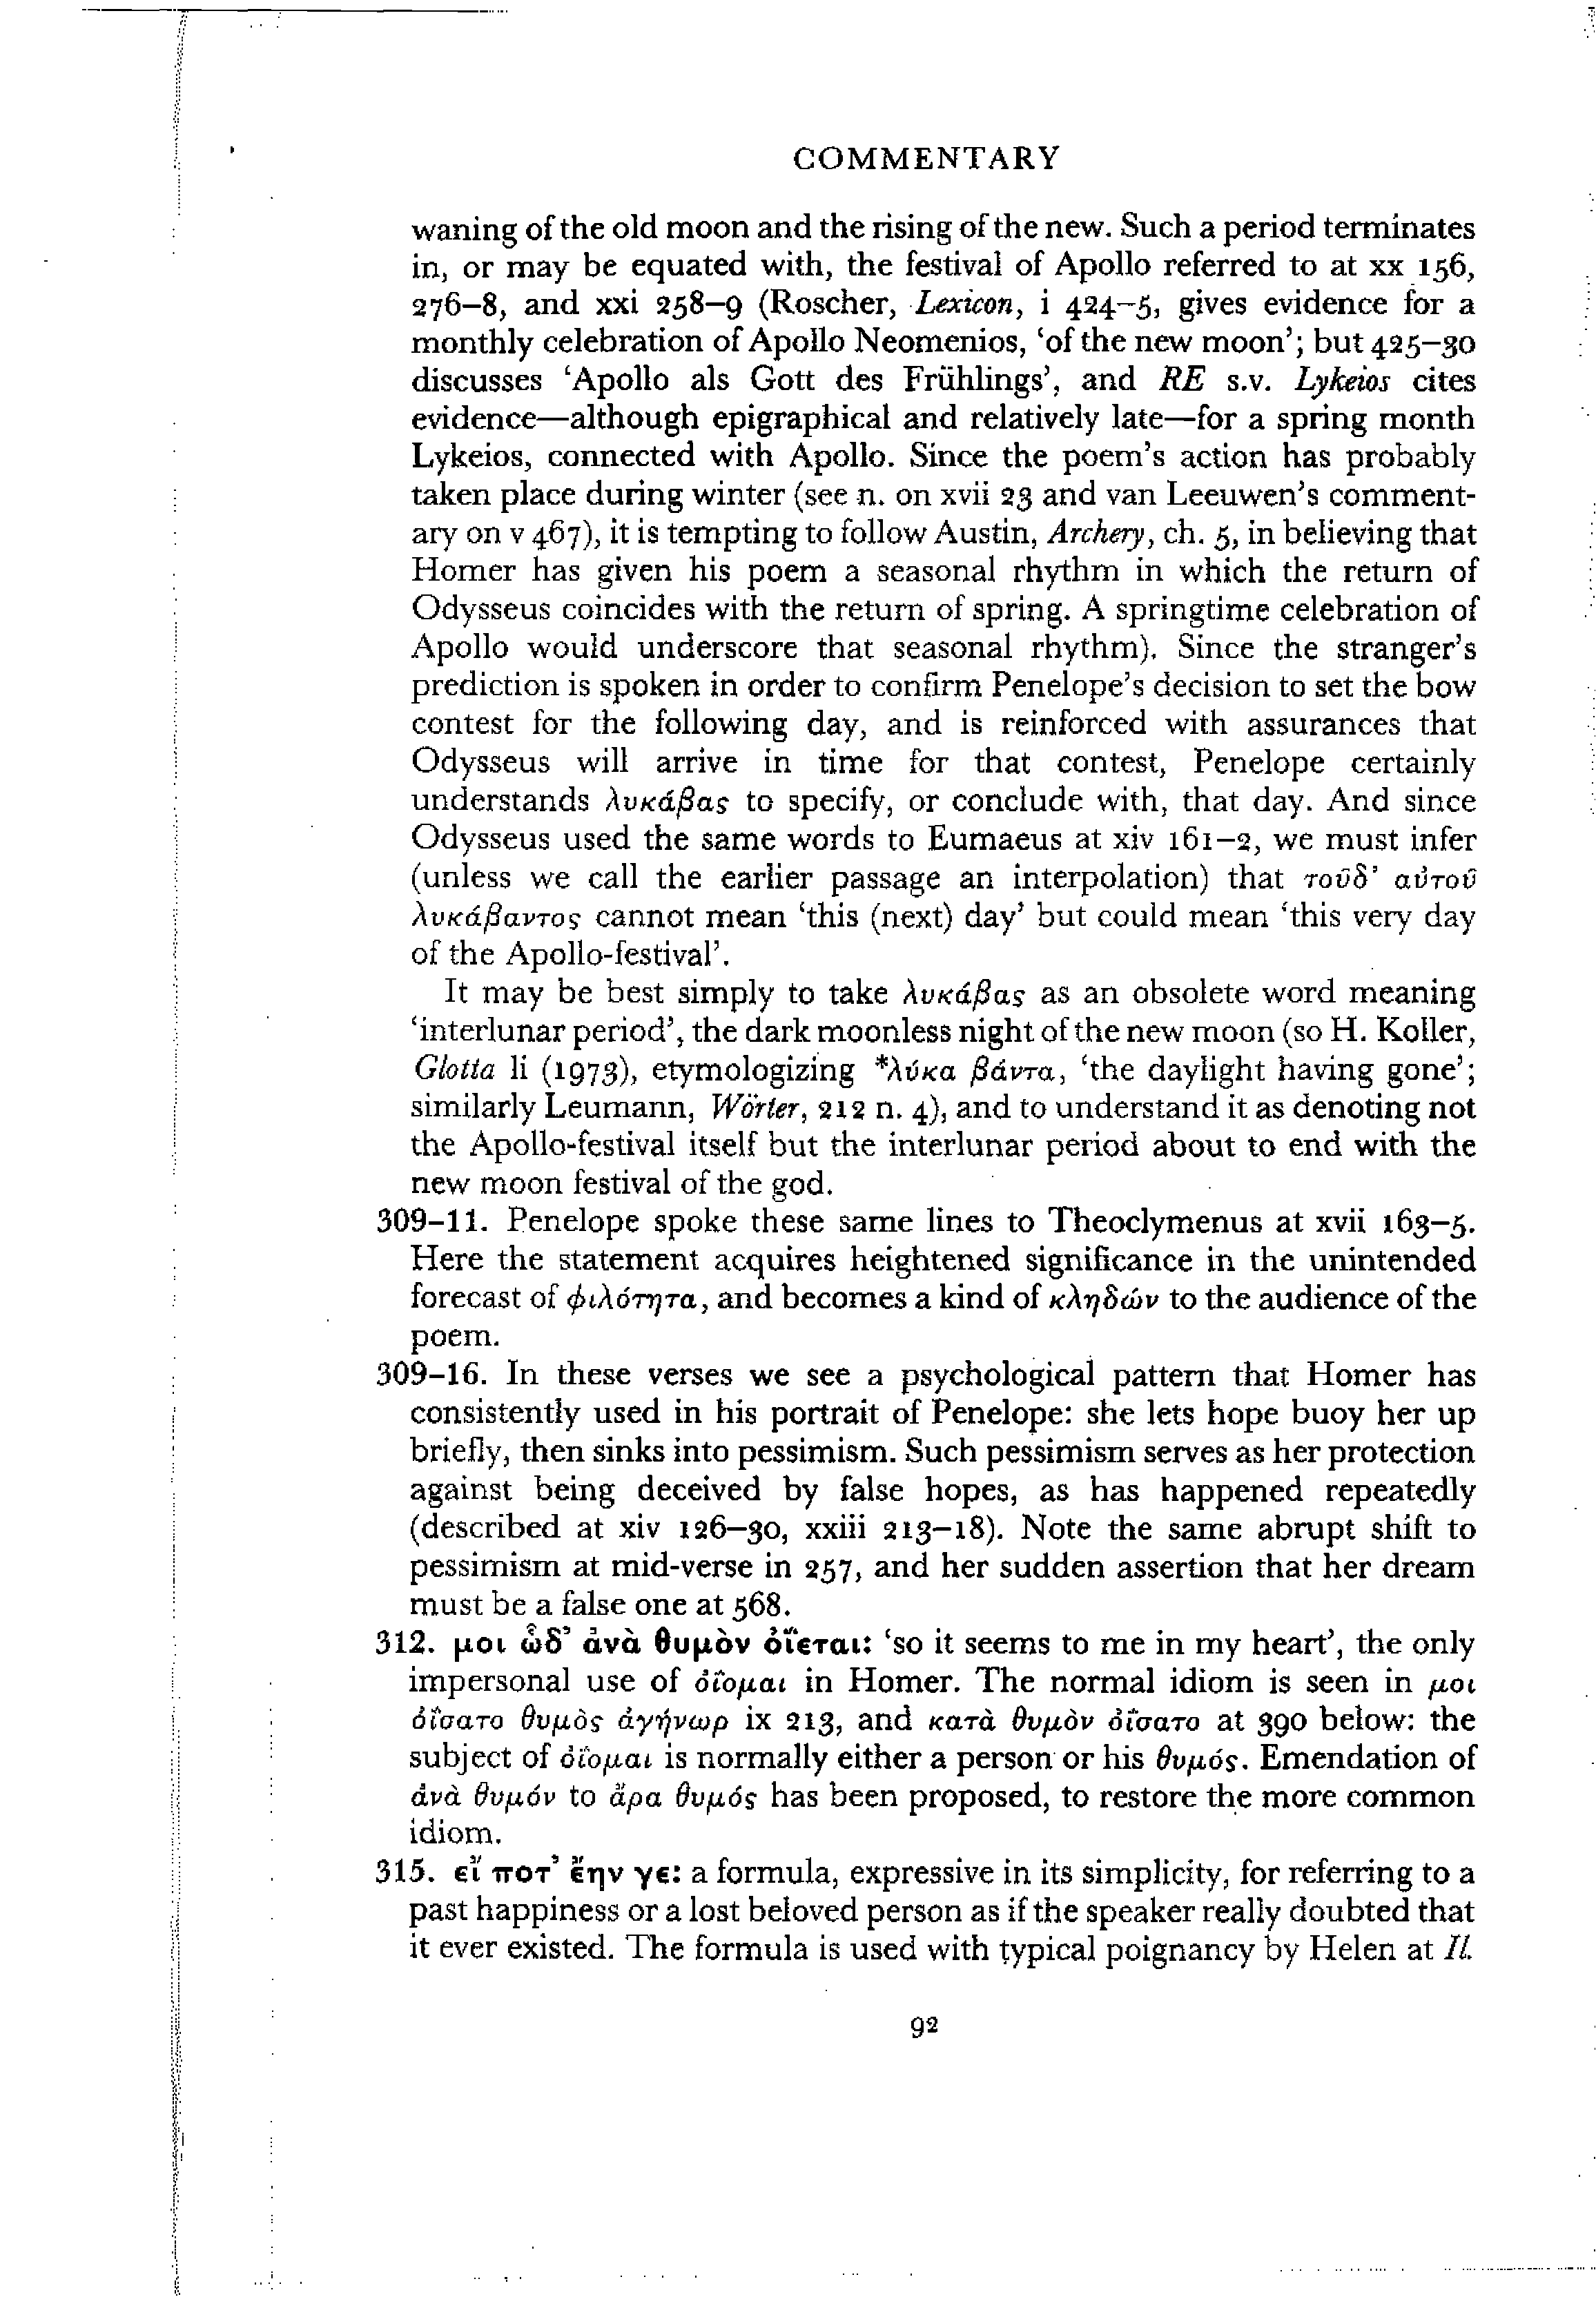 COMMENTARY
waning of the old moon and the rising of the new. Such a period terminates
in, or may be equated with, the festival of Apollo referred to at xx 156,
276–8, and xxi 258–9 (Roscher, Lexicon, i 424–5, gives evidence for a
monthly celebration of Apollo Neomenios, ‘of the new moon’; but 425–30
discusses ‘Apollo als Gott des Frühlings’, and RE s.v. Lykeios cites
evidence—although epigraphical and relatively late—for a spring month
Lykeios, connected with Apollo. Since the poem’s action has probably
taken place during winter (see n. on xvii 23 and van Leeuwen’s comment-
ary on v 467), it is tempting to follow Austin, Archery, ch. 5, in believing that
Homer has given his poem a seasonal rhythm in which the return of
Odysseus coincides with the return of spring. A springtime celebration of
Apollo would underscore that seasonal rhythm). Since the stranger’s
prediction is spoken in order to confirm Penelope’s decision to set the bow
contest for the following day, and is reinforced with assurances that
Odysseus will arrive in time for that contest, Penelope certainly
understands λυκάβας to specify, or conclude with, that day. And since
Odysseus used the same words to Eumaeus at xiv 161–2, we must infer
(unless we call the earlier passage an interpolation) that τοῦδ’ αὐτοῦ
λυκάβαντος cannot mean ‘this (next) day’ but could mean ‘this very day
of the Apollo-festival’.
It may be best simply to take λυκάβας as an obsolete word meaning
‘interlunar period’, the dark moonless night of the new moon (so H. Koller,
Glotta li (1973), etymologizing *λύκα βάντα, ‘the daylight having gone’;
similarly Leumann, Wörter, 212 n. 4), and to understand it as denoting not
the Apollo-festival itself but the interlunar period about to end with the
new moon festival of the god.
309–11. Penelope spoke these same lines to Theoclymenus at xvii 163–5.
Here the statement acquires heightened significance in the unintended
forecast of φιλότητα, and becomes a kind of κληδών to the audience of the
poem.
309–16. In these verses we see a psychological pattern that Homer has
consistently used in his portrait of Penelope: she lets hope buoy her up
briefly, then sinks into pessimism. Such pessimism serves as her protection
against being deceived by false hopes, as has happened repeatedly
(described at xiv 126–30, xxiii 213–18). Note the same abrupt shift to
pessimism at mid-verse in 257, and her sudden assertion that her dream
must be a false one at 568.
312. μοι ὧδ’ ἀνὰ θυμὸν ὀΐεται: ‘so it seems to me in my heart’, the only
impersonal use of ὀΐομαι in Homer. The normal idiom is seen in μοι
ὀΐσατο θυμὸς ἀγήνωρ ix 213, and κατὰ θυμὸν ὀΐσατο at 390 below: the
subject of ὀΐομαι is normally either a person or his θυμός. Emendation of
ἀνὰ θυμόν to ἄρα θυμός has been proposed, to restore the more common
idiom.
315. εἴ ποτ’ ἔην γε: a formula, expressive in its simplicity, for referring to a
past happiness or a lost beloved person as if the speaker really doubted that
it ever existed. The formula is used with typical poignancy by Helen at Il.
92